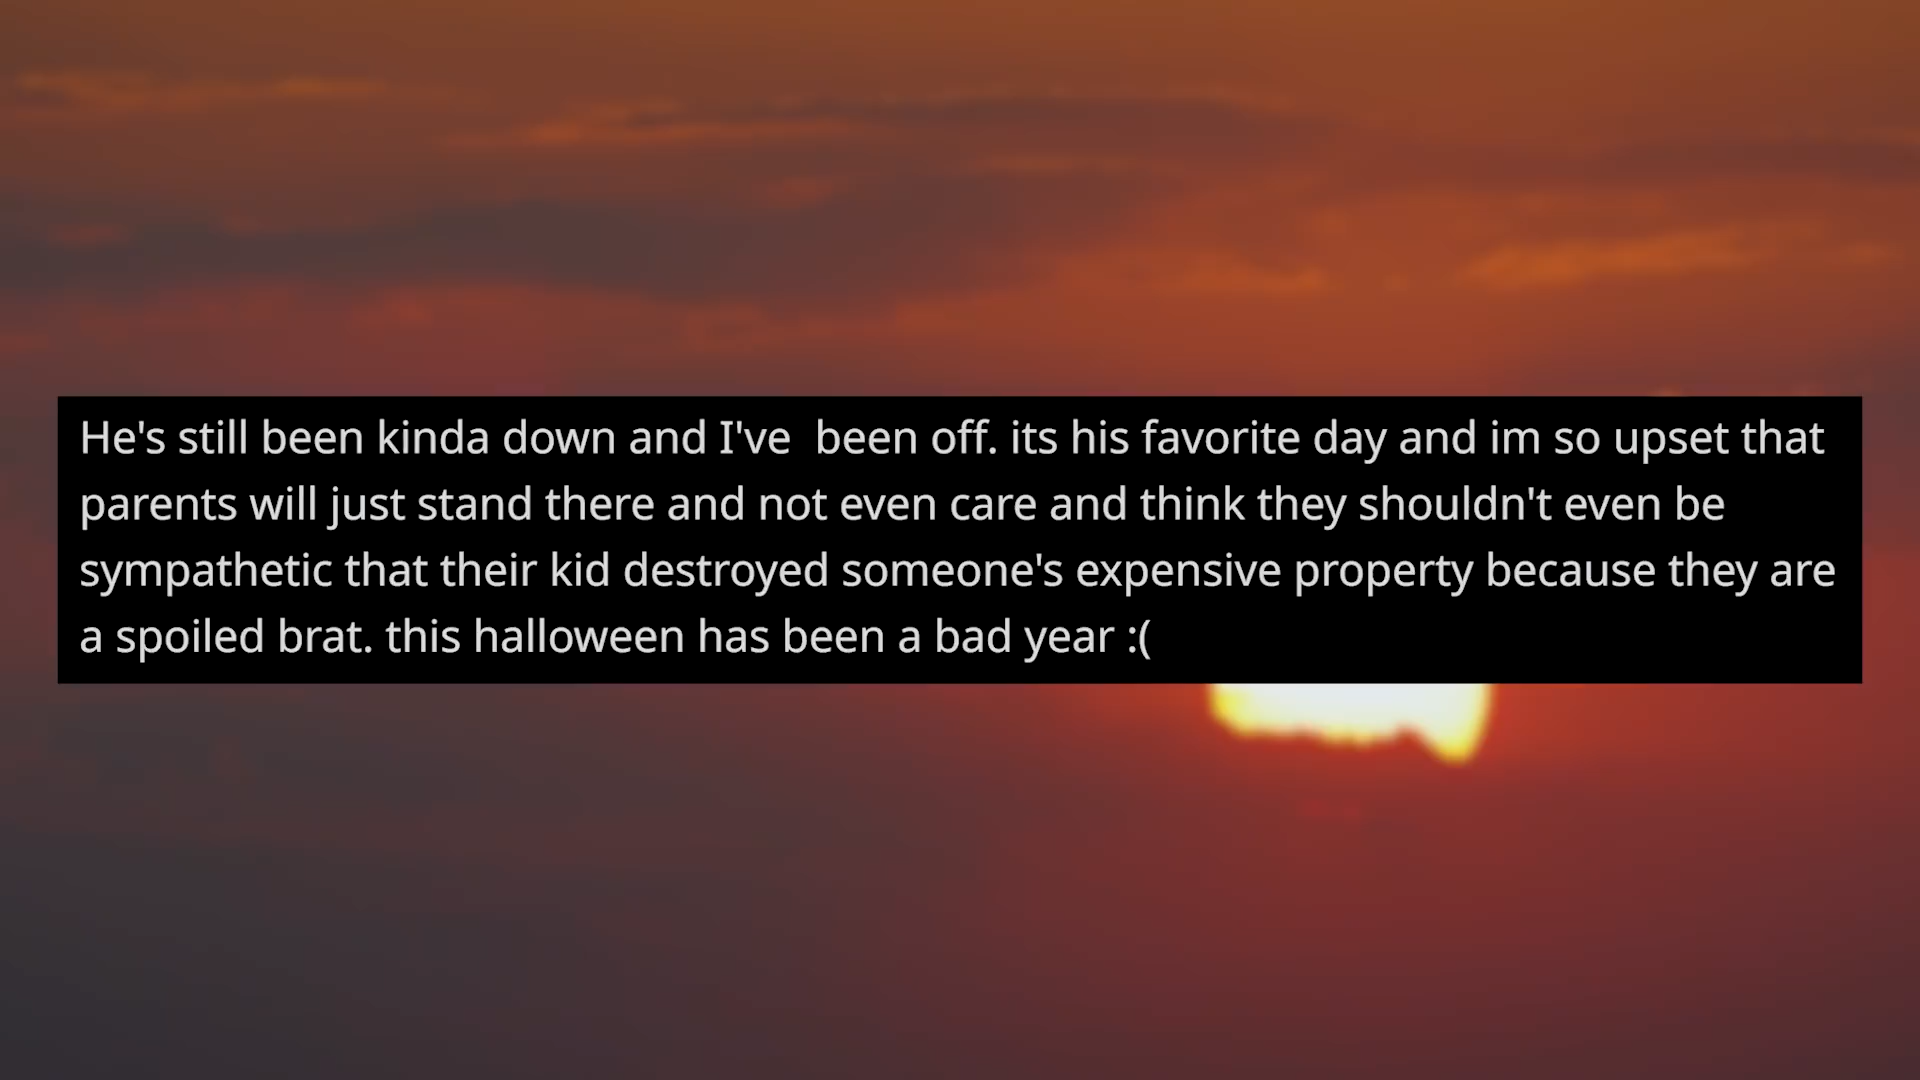 He's still been kinda down and I've  been off. its his favorite day and im so upset that
parents will just stand there and not even care and think they shouldn't even be
sympathetic that their kid destroyed someone's expensive property because they are
a spoiled brat. this halloween has been a bad year :(